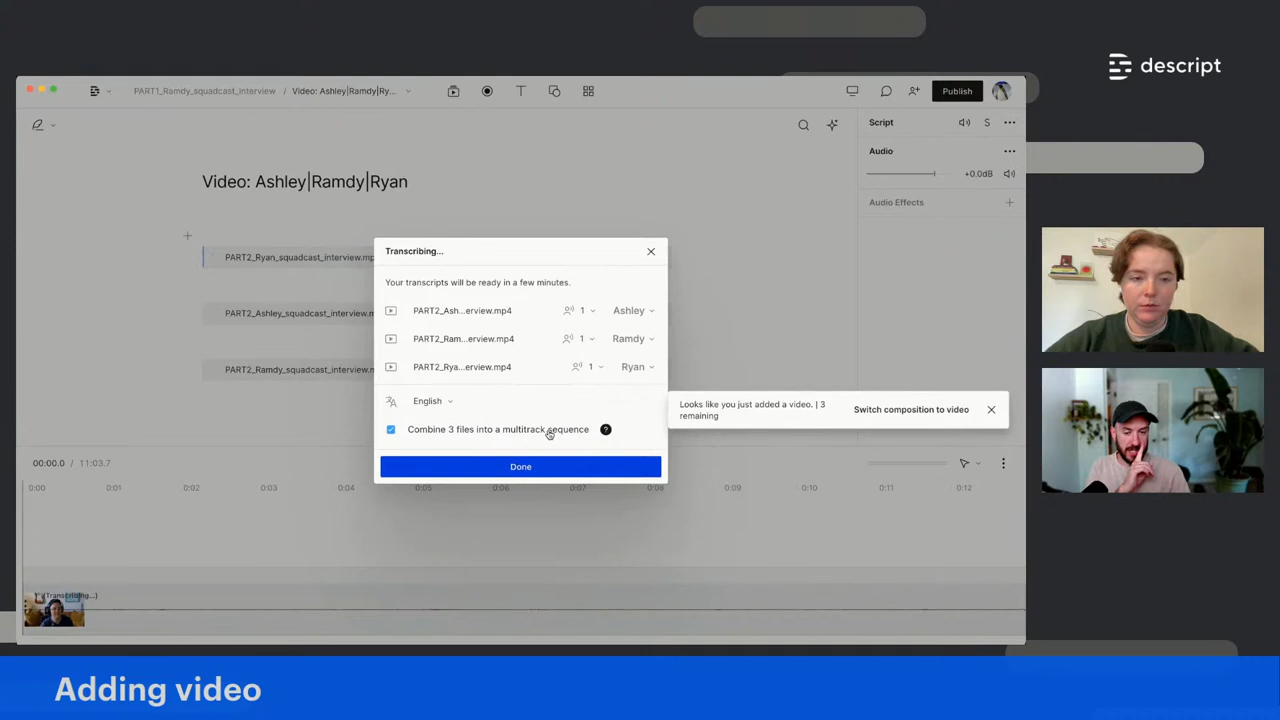 descript
PART1_Ramdy_squadcast_interview
Video: Ashley|Ramdy|Ry...
Publish
Script
S
Audio
+0.0dB
Audio Effects
Video: Ashley|Ramdy|Ryan
PART2_Ryan_squadcast_interview.mp
PART2_Ashley_squadcast_interview.m
PART2_Ramdy_squadcast_interview.m
Transcribing...
Your transcripts will be ready in a few minutes.
PART2_Ash...erview.mp4 1 Ashley
PART2_Ram...erview.mp4 1 Ramdy
PART2_Rya...erview.mp4 1 Ryan
English
Combine 3 files into a multitrack sequence ?
Done
Looks like you just added a video. | 3
remaining
Switch composition to video
00:00.0 / 11:03.7
0:00 0:01 0:02 0:03 0:04 0:05 0:06 0:07 0:08 0:09 0:10 0:11 0:12
(Transcribing...)
Adding video